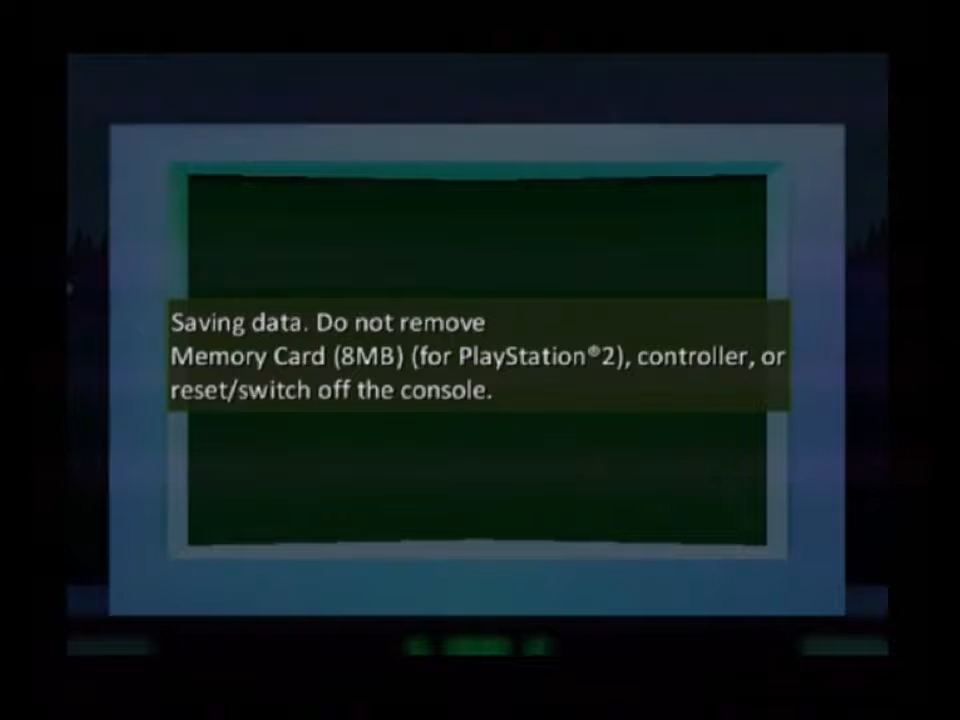 Saving data. Do not remove
Memory Card (8MB) (for PlayStation®2), controller, or
reset/switch off the console.